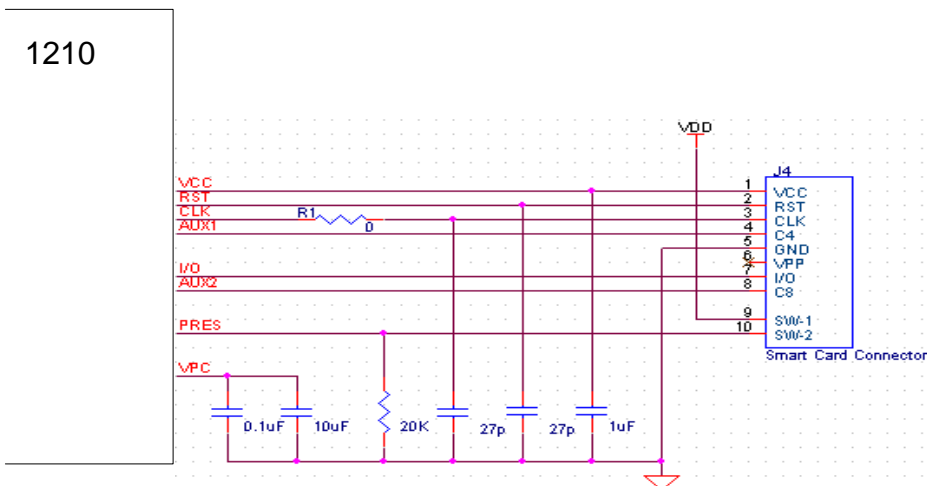 1210
VDD
J4
VCC 1 VCC
RST 2 RST
CLK R1 0 3 CLK
AUX1 4 C4
5 GND
6 VPP
I/O 7 I/O
AUX2 8 C8
9 SW-1
PRES 10 SW-2
Smart Card Connector
VPC
0.1uF 10uF 20K 27p 27p 1uF